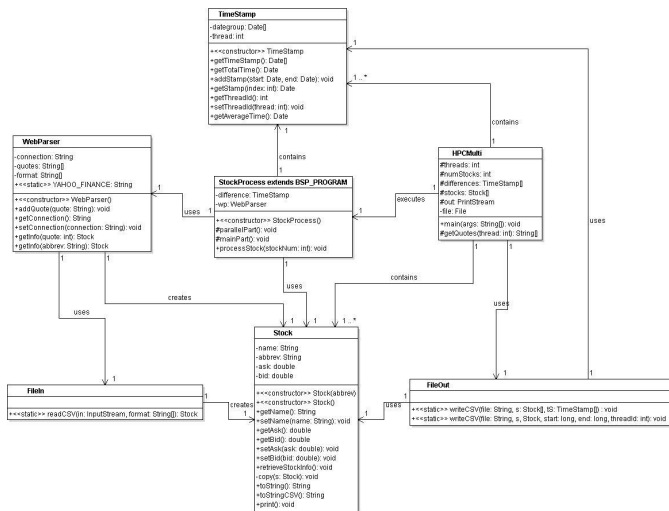 TimeStamp
-dategroup: Date[]
-thread: int
+<<constructor>> TimeStamp
+getTimeStamp(): Date[]
+getTotalTime(): Date
+addStamp(start: Date, end: Date): void
+getStamp(index: int): Date
+getThreadId(): int
+setThreadId(thread: int): void
+getAverageTime(): Date
1
1 .. *
1
contains
contains
1
1
WebParser
-connection: String
-quotes: String[]
-format: String[]
+<<static>> YAHOO_FINANCE: String
+<<constructor>> WebParser()
+addQuote(quote: String): void
+getConnection(): String
+setConnection(connection: String): void
+getInfo(quote: int): Stock
+getInfo(abbrev: String): Stock
1
uses
1
StockProcess extends BSP_PROGRAM
-difference: TimeStamp
-wp: WebParser
+<<constructor>> StockProcess()
#parallelPart(): void
#mainPart(): void
+processStock(stockNum: int): void
1
executes
1
HPCMulti
#threads: int
#numStocks: int
#differences: TimeStamp[]
#stocks: Stock[]
#out: PrintStream
-file: File
+main(args: String[]): void
#getQuotes(thread: int): String[]
uses
1
1
1
1
1
uses
creates
uses
contains
uses
1
1
1
1 .. *
1
1
Stock
-name: String
-abbrev: String
-ask: double
-bid: double
+<<constructor>> Stock(abbrev)
+<<constructor>> Stock()
+getName(): String
+setName(name: String): void
+getAsk(): double
+getBid(): double
+setAsk(ask: double): void
+setBid(bid: double): void
+retrieveStockInfo(): void
-copy(s: Stock): void
+toString(): String
+toStringCSV(): String
+print(): void
FileIn
+<<static>> readCSV(in: InputStream, format: String[]): Stock
1
creates
1
1
uses
1
FileOut
+<<static>> writeCSV(file: String, s: Stock[], tS: TimeStamp[]) : void
+<<static>> writeCSV(file: String, s, Stock, start: long, end: long, threadId: int): void